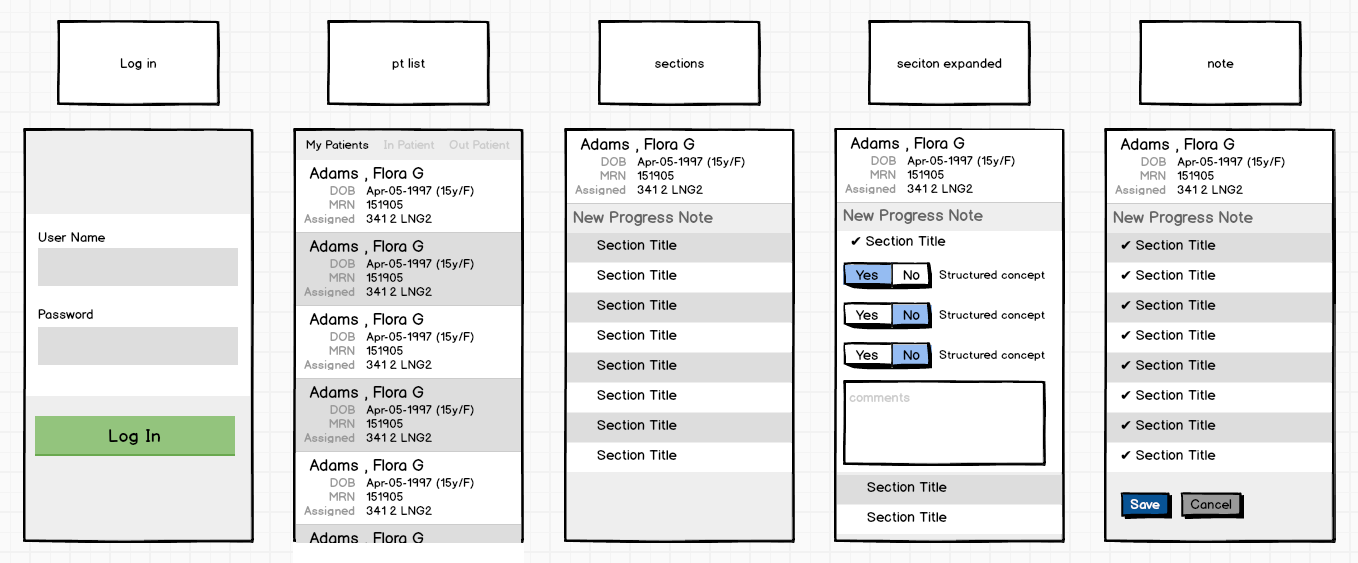 Log in
pt list
sections
seciton expanded
note
User Name
Password
Log In
My Patients In Patient Out Patient
Adams , Flora G
DOB Apr-05-1997 (15y/F)
MRN 151905
Assigned 341 2 LNG2
Adams , Flora G
DOB Apr-05-1997 (15y/F)
MRN 151905
Assigned 341 2 LNG2
Adams , Flora G
DOB Apr-05-1997 (15y/F)
MRN 151905
Assigned 341 2 LNG2
Adams , Flora G
DOB Apr-05-1997 (15y/F)
MRN 151905
Assigned 341 2 LNG2
Adams , Flora G
DOB Apr-05-1997 (15y/F)
MRN 151905
Assigned 341 2 LNG2
Adams , Flora G
Adams , Flora G
DOB Apr-05-1997 (15y/F)
MRN 151905
Assigned 341 2 LNG2
New Progress Note
Section Title
Section Title
Section Title
Section Title
Section Title
Section Title
Section Title
Section Title
Adams , Flora G
DOB Apr-05-1997 (15y/F)
MRN 151905
Assigned 341 2 LNG2
New Progress Note
✔ Section Title
Yes No Structured concept
Yes No Structured concept
Yes No Structured concept
comments
Section Title
Section Title
Adams , Flora G
DOB Apr-05-1997 (15y/F)
MRN 151905
Assigned 341 2 LNG2
New Progress Note
✔ Section Title
✔ Section Title
✔ Section Title
✔ Section Title
✔ Section Title
✔ Section Title
✔ Section Title
✔ Section Title
Save Cancel